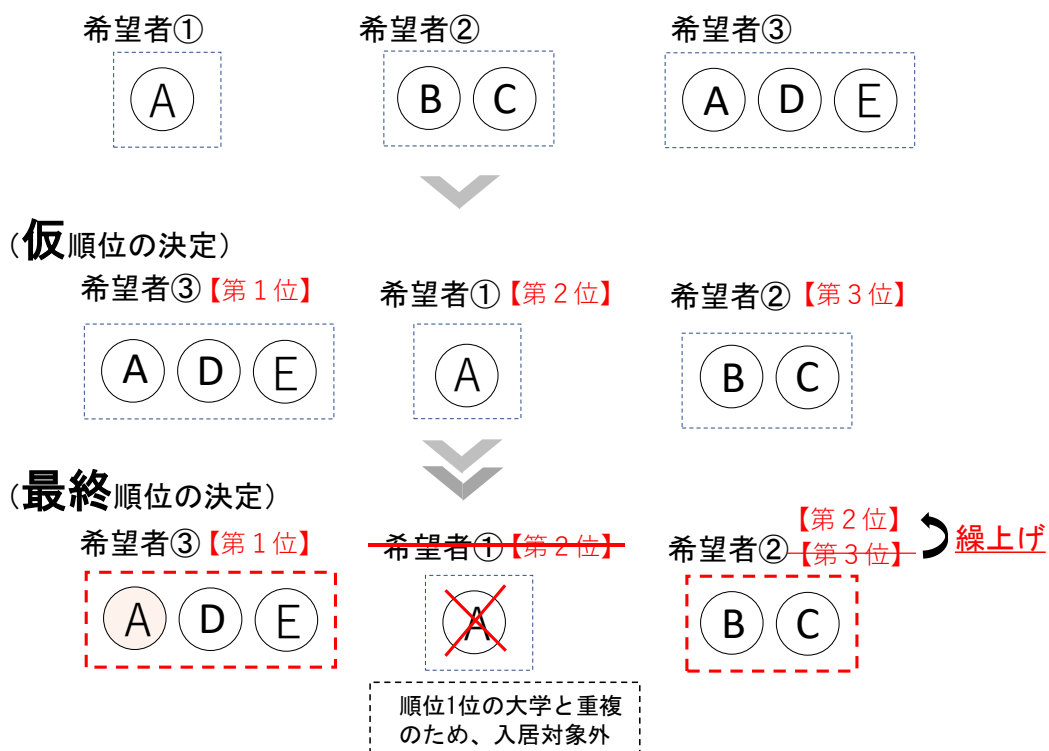 希望者① 希望者② 希望者③
A B C A D E
（仮順位の決定）
希望者③【第１位】 希望者①【第２位】 希望者②【第３位】
A D E A B C
（最終順位の決定）
【第２位】
希望者③【第１位】 希望者①【第２位】 希望者②【第３位】 繰上げ
A D E A B C
順位1位の大学と重複
のため、入居対象外